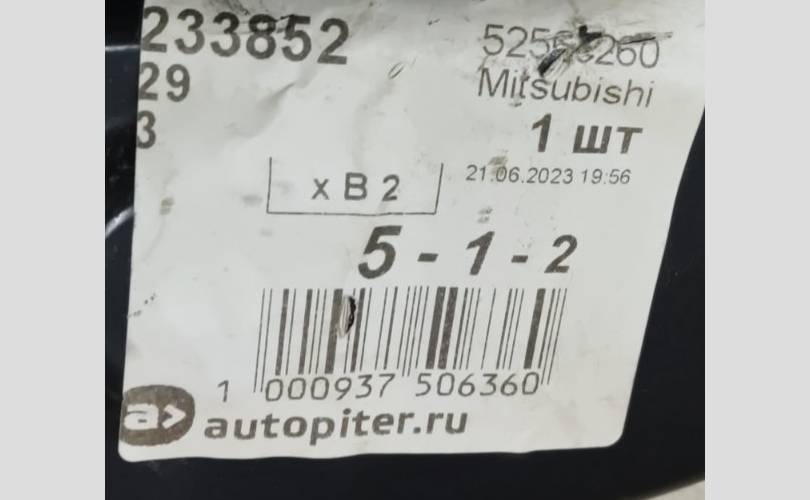 233852
29
3
Mitsubishi
1 шт
21.06.2023 19:56
x B 2
5 - 1 - 2
1 000937 506360
a>
autopiter.ru